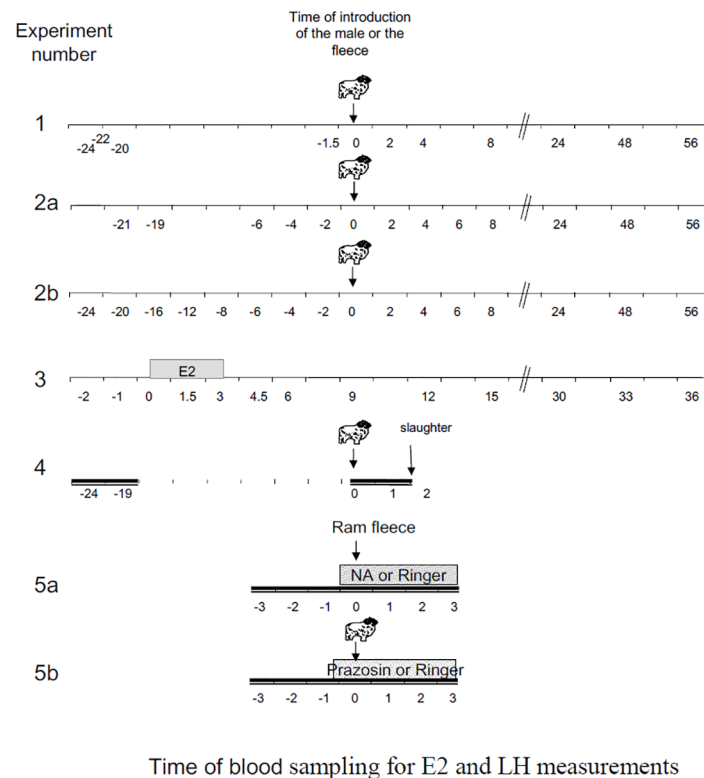 Experiment number
Time of introduction of the male or the fleece
1
-24 -22 -20 -1.5 0 2 4 8 24 48 56
2a
-21 -19 -6 -4 -2 0 2 4 6 8 24 48 56
2b
-24 -20 -16 -12 -8 -6 -4 -2 0 2 4 6 8 24 48 56
E2
3
-2 -1 0 1.5 3 4.5 6 9 12 15 30 33 36
slaughter
4
-24 -19 0 1 2
Ram fleece
5a
NA or Ringer
-3 -2 -1 0 1 2 3
5b
Prazosin or Ringer
-3 -2 -1 0 1 2 3
Time of blood sampling for E2 and LH measurements